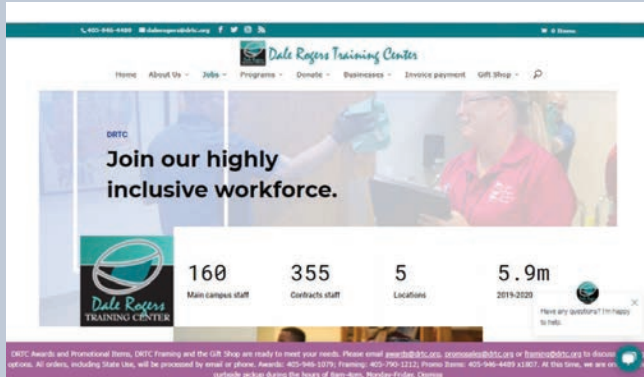 405-946-4489 dalerogers@drtc.org 0 Items
Dale Rogers Training Center
Home About Us Jobs Programs Donate Businesses Invoice payment Gift Shop
DRTC
Join our highly
inclusive workforce.
Dale Rogers
TRAINING CENTER
160 355 5 5.9m
Main campus staff Contracts staff Locations 2019-2020
Have any questions? I'm happy
to help.
DRTC Awards and Promotional Items, DRTC Framing and the Gift Shop are ready to meet your needs. Please email awards@drtc.org, promosales@drtc.org or framing@drtc.org to discuss
options. All orders, including State Use, will be processed by email or phone. Awards: 405-946-1079; Framing: 405-790-1212; Promo Items: 405-946-4489 x1807. At this time, we are
curbside pickup during the hours of 8am-4pm, Monday-Friday.